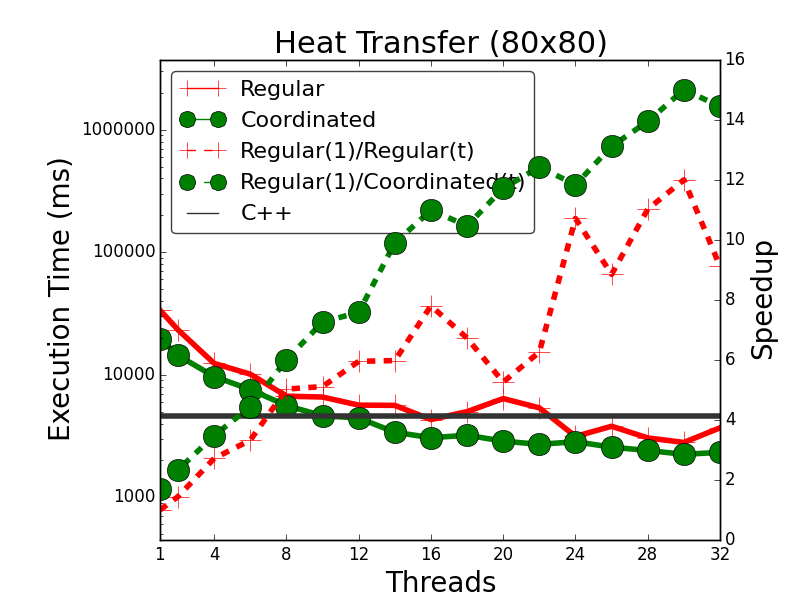 Heat Transfer (80x80)
Regular
Coordinated
Regular(1)/Regular(t)
Regular(1)/Coordinated(t)
C++
Execution Time (ms)
1000000
100000
10000
1000
16
14
12
10
8
6
4
2
0
Speedup
1 4 8 12 16 20 24 28 32
Threads